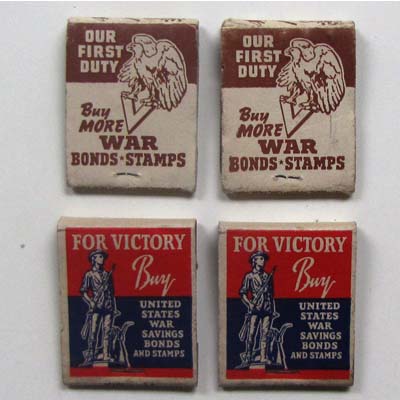 OUR
FIRST
DUTY
Buy
MORE
WAR
BONDS★STAMPS
OUR
FIRST
DUTY
Buy
MORE
WAR
BONDS★STAMPS
FOR VICTORY
Buy
UNITED
STATES
WAR
SAVINGS
BONDS
AND STAMPS
FOR VICTORY
Buy
UNITED
STATES
WAR
SAVINGS
BONDS
AND STAMPS